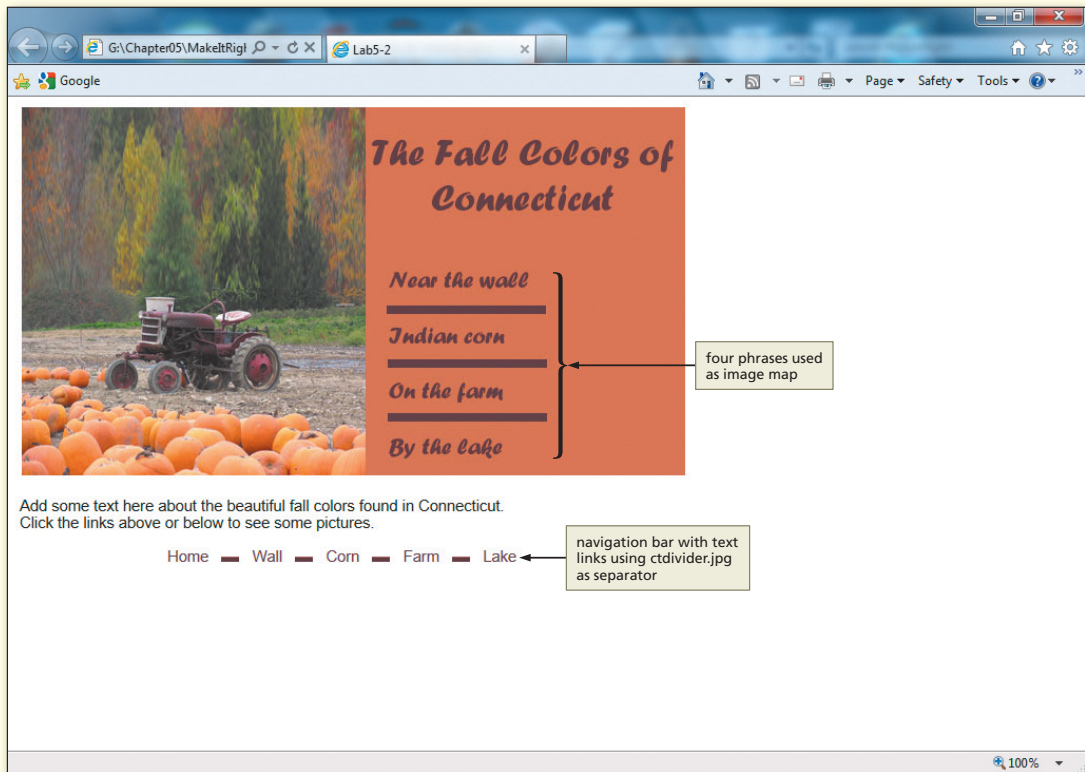 G:\Chapter05\MakeItRigh
Lab5-2
Google
Page
Safety
Tools
The Fall Colors of
Connecticut
Near the wall
Indian corn
On the farm
By the lake
four phrases used
as image map
Add some text here about the beautiful fall colors found in Connecticut.
Click the links above or below to see some pictures.
Home Wall Corn Farm Lake
navigation bar with text
links using ctdivider.jpg
as separator
100%